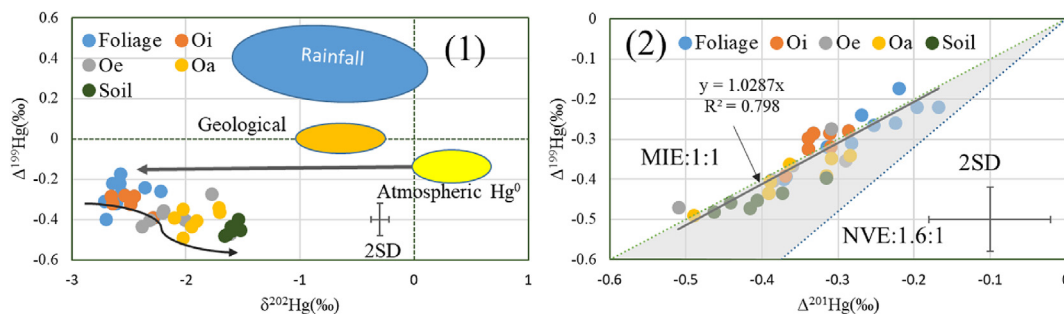 0.6
0.4
0.2
0
-0.2
-0.4
-0.6
Δ¹⁹⁹Hg(‰)
Foliage Oi
Oe Oa
Soil
Rainfall
(1)
Geological
Atmospheric Hg⁰
2SD
-3 -2 -1 0 1
δ²⁰²Hg(‰)
0
-0.1
-0.2
-0.3
-0.4
-0.5
-0.6
Δ¹⁹⁹Hg(‰)
(2) Foliage Oi Oe Oa Soil
y = 1.0287x
R² = 0.798
MIE:1:1
2SD
NVE:1.6:1
-0.6 -0.5 -0.4 -0.3 -0.2 -0.1 0
Δ²⁰¹Hg(‰)